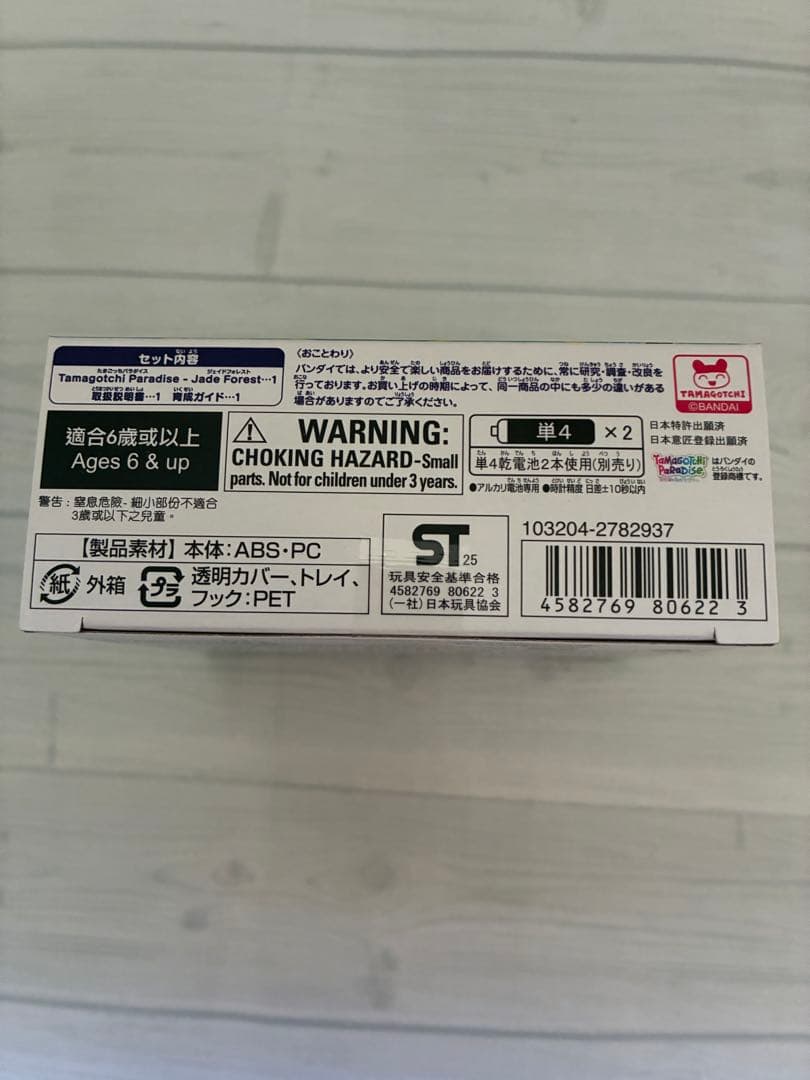 セット内容
Tamagotchi Paradise - Jade Forest…1
取扱説明書…1 育成ガイド…1
〈おことわり〉
バンダイでは、より安全で楽しい商品をお届けするために、常に研究・調査・改良を
行っております。お買い上げの時期によって、同一商品の中にも多少の違いがある
場合がありますのでご了承ください。
TAMAGOTCHI
©BANDAI
適合6歳或以上
Ages 6 & up
WARNING:
CHOKING HAZARD-Small
parts. Not for children under 3 years.
単4 ×2
単4乾電池2本使用(別売り)
●アルカリ電池専用 ●時計精度 日差±10秒以内
日本特許出願済
日本意匠登録出願済
TAMAGOTCHI PARADISE はバンダイの
登録商標です。
警告:窒息危險-細小部份不適合
3歲或以下之兒童。
【製品素材】本体:ABS・PC
紙 外箱
プラ 透明カバー、トレイ、
フック:PET
ST 25
玩具安全基準合格
4582769 80622 3
(一社)日本玩具協会
103204-2782937
4 582769 806223